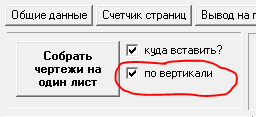 Общие данные Счетчик страниц Вывод на п
Собрать чертежи на один лист
куда вставить?
по вертикали